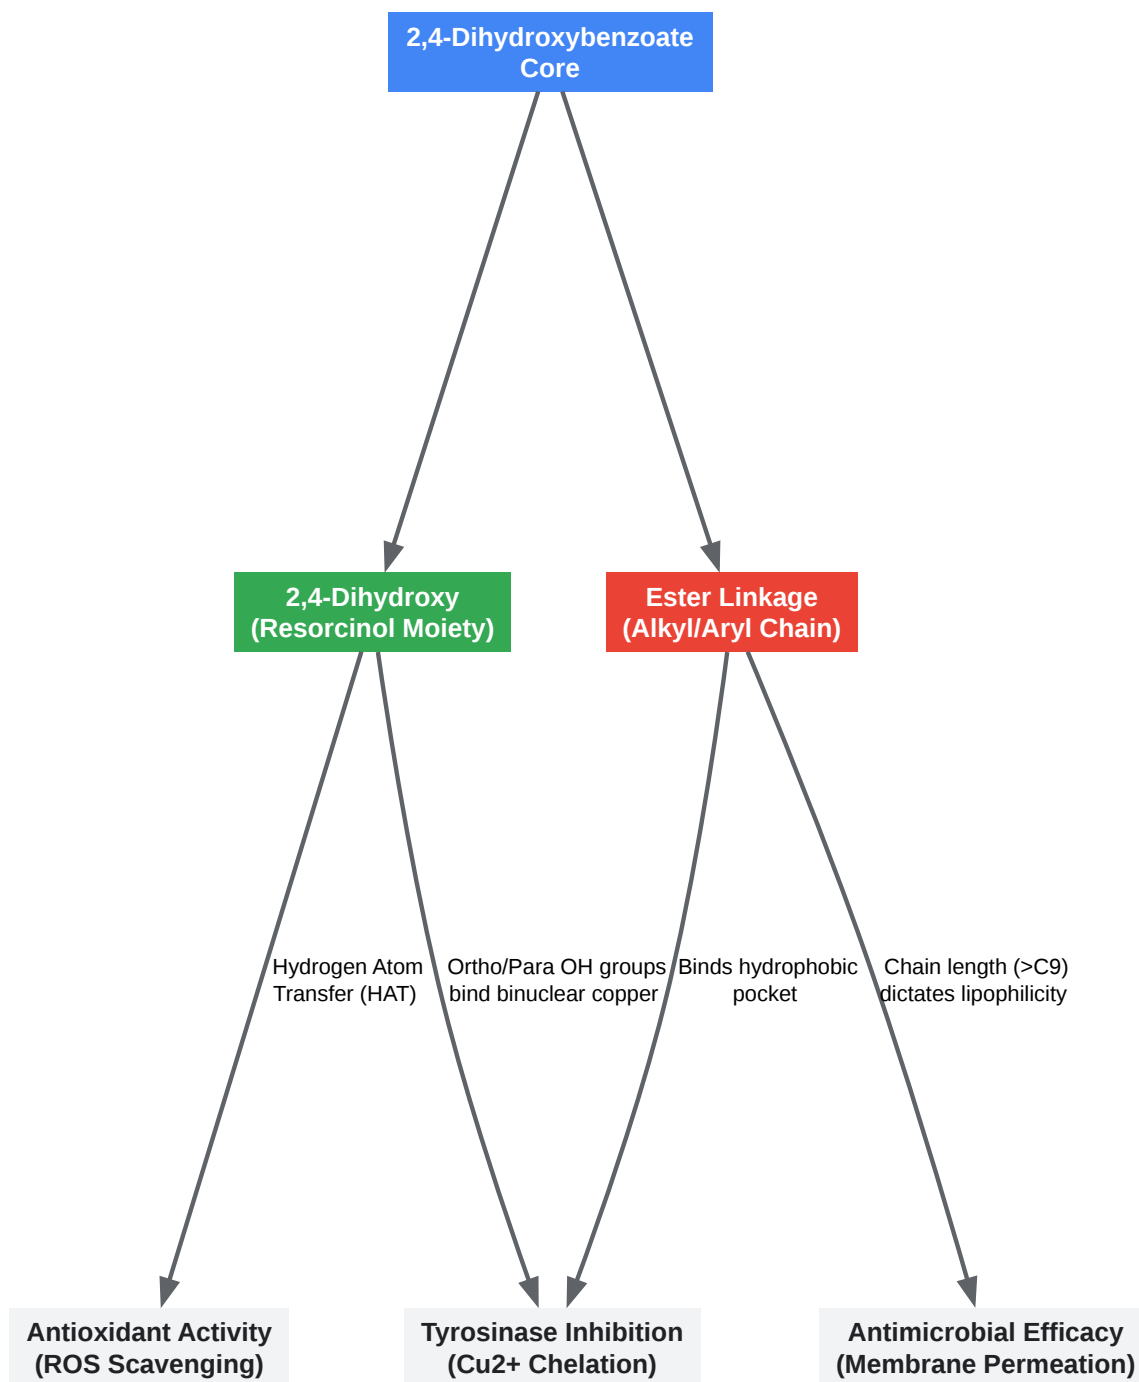 2,4-Dihydroxybenzoate
Core
2,4-Dihydroxy
(Resorcinol Moiety)
Ester Linkage
(Alkyl/Aryl Chain)
Hydrogen Atom
Transfer (HAT)
Ortho/Para OH groups
bind binuclear copper
Binds hydrophobic
pocket
Chain length (>C9)
dictates lipophilicity
Antioxidant Activity
(ROS Scavenging)
Tyrosinase Inhibition
(Cu2+ Chelation)
Antimicrobial Efficacy
(Membrane Permeation)